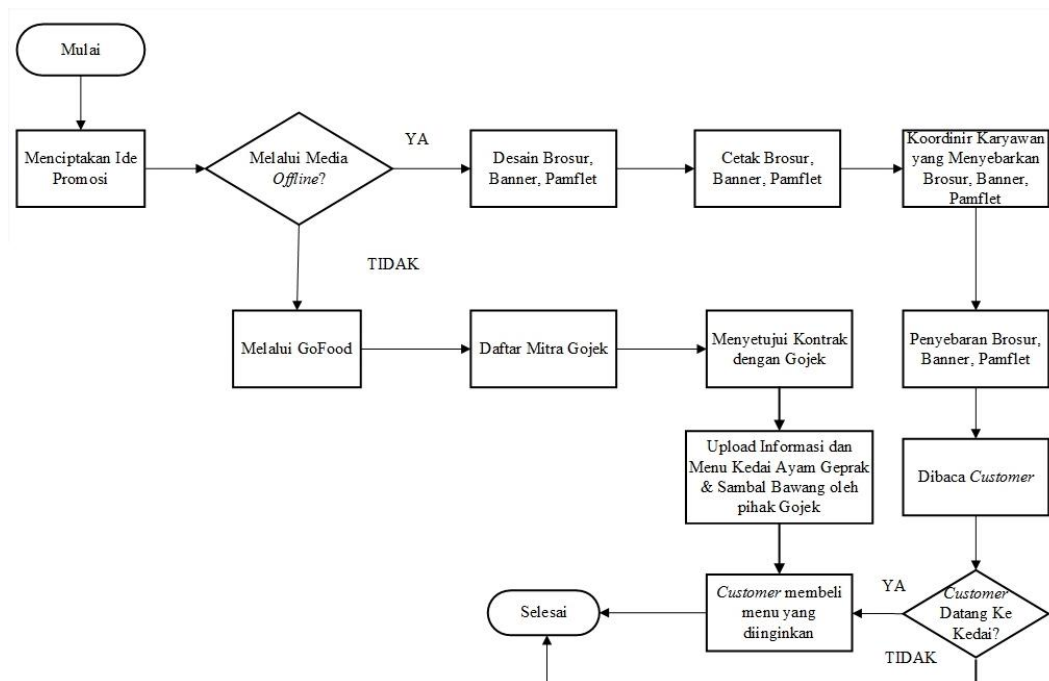 Mulai
Menciptakan Ide
Promosi
Melalui Media
Offline?
YA
Desain Brosur,
Banner, Pamflet
Cetak Brosur,
Banner, Pamflet
Koordinir Karyawan
yang Menyebarkan
Brosur, Banner,
Pamflet
TIDAK
Melalui GoFood
Daftar Mitra Gojek
Menyetujui Kontrak
dengan Gojek
Penyebaran Brosur,
Banner, Pamflet
Upload Informasi dan
Menu Kedai Ayam Geprak
& Sambal Bawang oleh
pihak Gojek
Dibaca Customer
Selesai
Customer membeli
menu yang
diinginkan
YA
Customer
Datang Ke
Kedai?
TIDAK